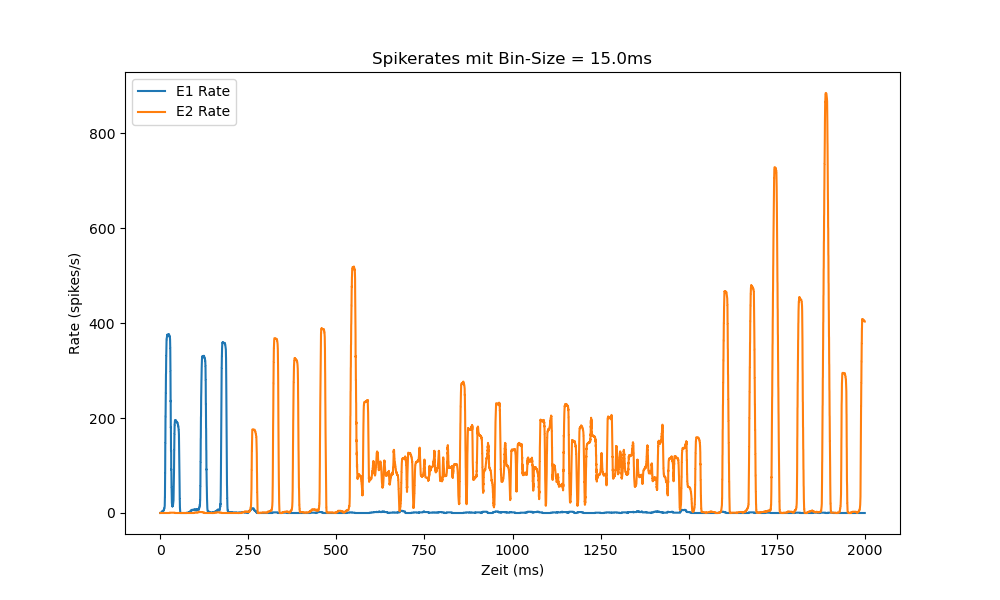 Spikerates mit Bin-Size = 15.0ms
E1 Rate
E2 Rate
800
600
400
200
0
Rate (spikes/s)
0 250 500 750 1000 1250 1500 1750 2000
Zeit (ms)